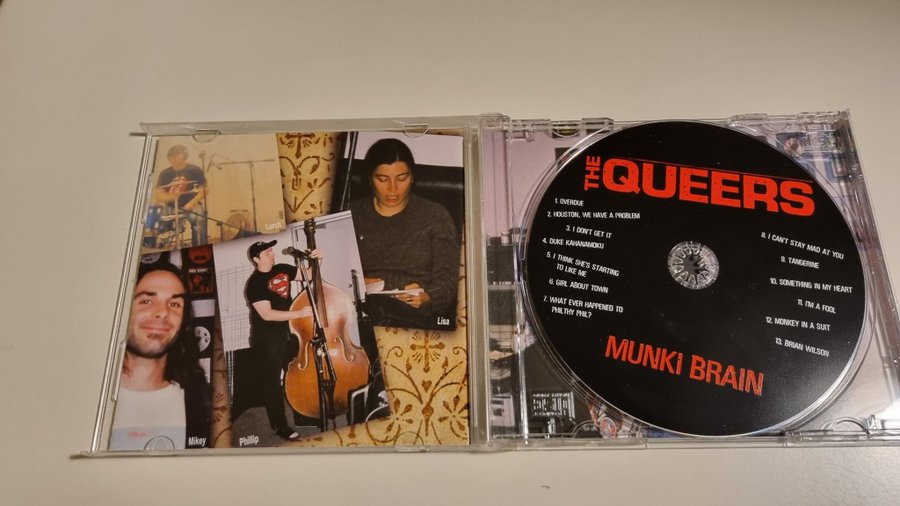 Lurch
Lisa
Mikey
Phillip
THE QUEERS
1. OVERDUE
2. HOUSTON, WE HAVE A PROBLEM
3. I DON'T GET IT
4. DUKE KAHANAMOKU
5. I THINK SHE'S STARTING
TO LIKE ME
6. GIRL ABOUT TOWN
7. WHAT EVER HAPPENED TO
PHILTHY PHIL?
8. I CAN'T STAY MAD AT YOU
9. TANGERINE
10. SOMETHING IN MY HEART
11. I'M A FOOL
12. MONKEY IN A SUIT
13. BRIAN WILSON
MUNKI BRAIN